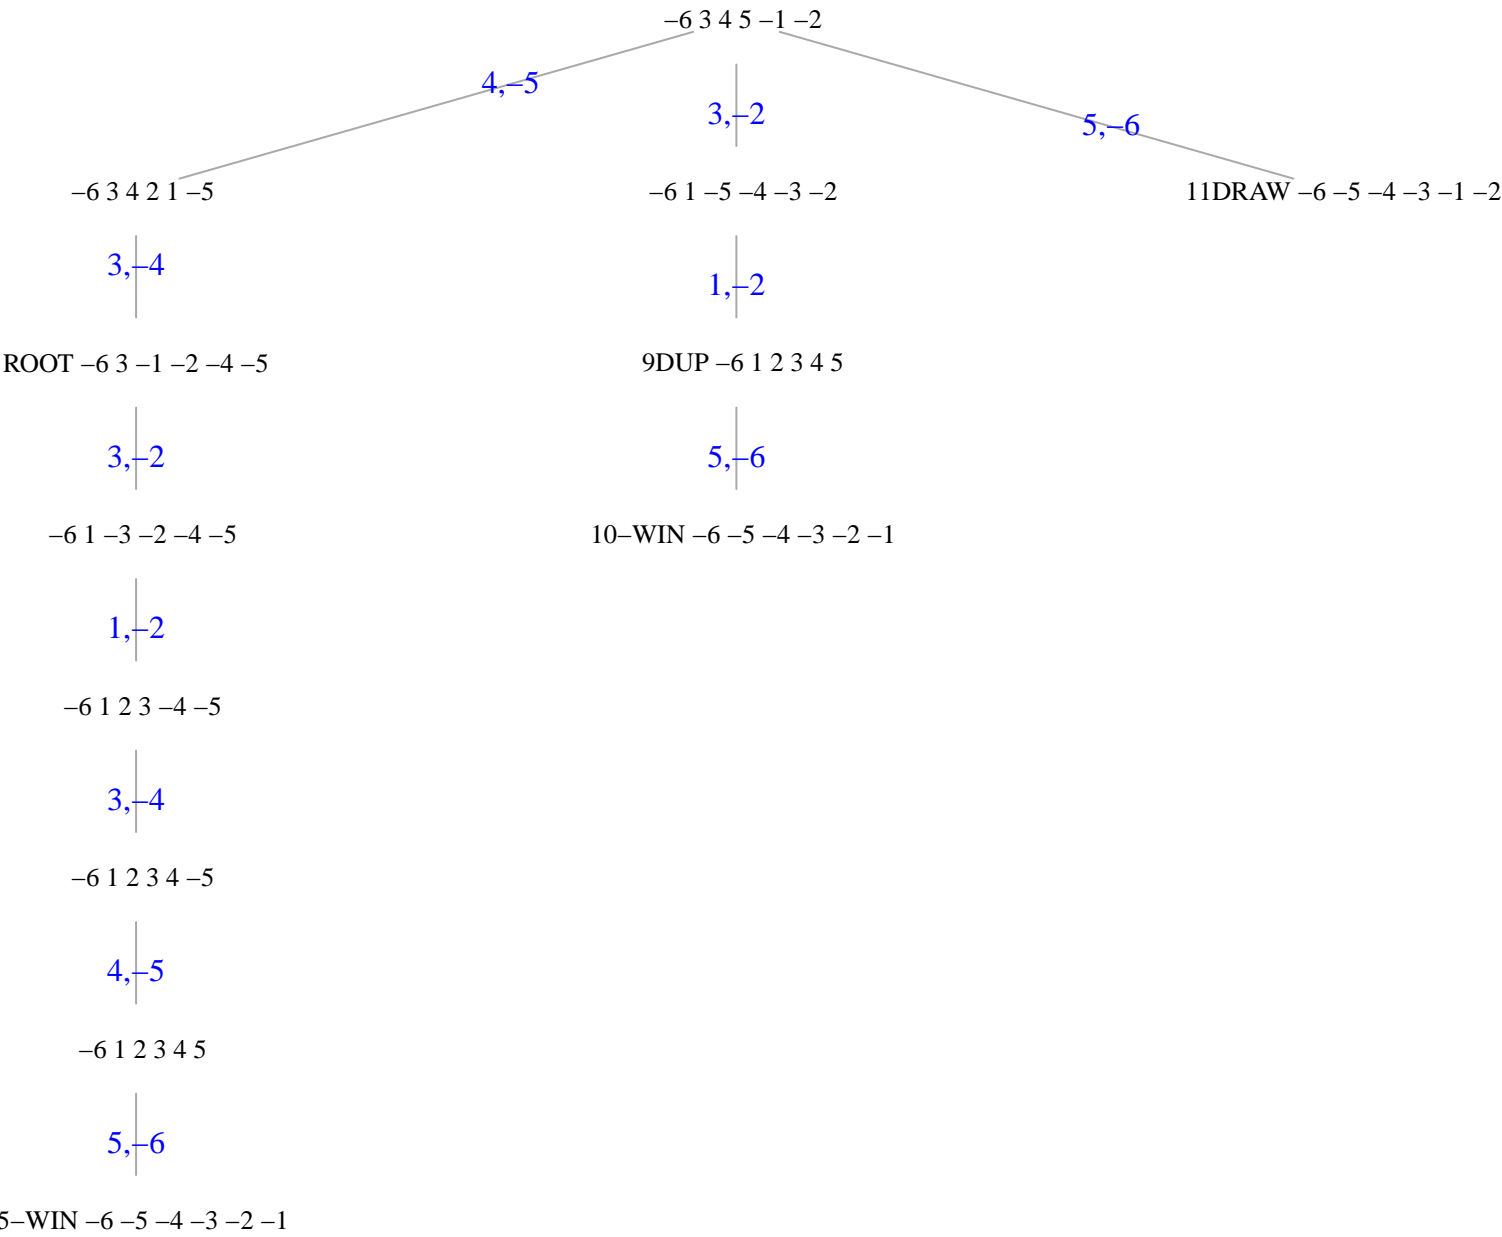 –6 3 4 5 –1 –2
4,–5
3,–2
5,–6
–6 3 4 2 1 –5
–6 1 –5 –4 –3 –2
11DRAW –6 –5 –4 –3 –1 –2
3,–4
1,–2
ROOT –6 3 –1 –2 –4 –5
9DUP –6 1 2 3 4 5
3,–2
5,–6
–6 1 –3 –2 –4 –5
10–WIN –6 –5 –4 –3 –2 –1
1,–2
–6 1 2 3 –4 –5
3,–4
–6 1 2 3 4 –5
4,–5
–6 1 2 3 4 5
5,–6
5–WIN –6 –5 –4 –3 –2 –1